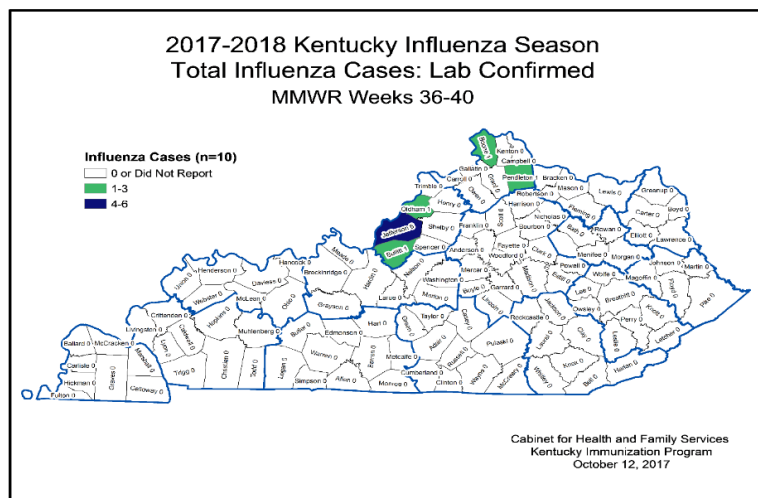 2017-2018 Kentucky Influenza Season
Total Influenza Cases: Lab Confirmed
MMWR Weeks 36-40
Influenza Cases (n=10)
0 or Did Not Report
1-3
4-6
Boone 1
Kenton 0
Campbell 0
Gallatin 0
Grant 0
Pendleton 1
Bracken 0
Carroll 0
Owen 0
Robertson 0
Mason 0
Lewis 0
Greenup 0
Trimble 0
Henry 0
Harrison 0
Fleming 0
Carter 0
Boyd 0
Oldham 1
Scott 0
Nicholas 0
Rowan 0
Elliott 0
Lawrence 0
Jefferson 6
Shelby 0
Franklin 0
Bourbon 0
Bath 0
Bullitt 1
Spencer 0
Anderson 0
Fayette 0
Woodford 0
Clark 0
Menifee 0
Morgan 0
Johnson 0
Martin 0
Meade 0
Nelson 0
Mercer 0
Powell 0
Wolfe 0
Magoffin 0
Floyd 0
Hancock 0
Breckinridge 0
Hardin 0
Washington 0
Boyle 0
Garrard 0
Madison 0
Estill 0
Lee 0
Breathitt 0
Knott 0
Pike 0
Union 0
Henderson 0
Daviess 0
Larue 0
Marion 0
Lincoln 0
Jackson 0
Owsley 0
Perry 0
Letcher 0
Webster 0
McLean 0
Ohio 0
Grayson 0
Taylor 0
Casey 0
Rockcastle 0
Leslie 0
Crittenden 0
Hopkins 0
Muhlenberg 0
Butler 0
Edmonson 0
Hart 0
Green 0
Adair 0
Pulaski 0
Laurel 0
Clay 0
Livingston 0
Caldwell 0
Lyon 0
Warren 0
Barren 0
Metcalfe 0
Russell 0
Knox 0
Harlan 0
Ballard 0
McCracken 0
Marshall 0
Trigg 0
Christian 0
Todd 0
Logan 0
Cumberland 0
Wayne 0
McCreary 0
Whitley 0
Bell 0
Carlisle 0
Graves 0
Calloway 0
Simpson 0
Allen 0
Monroe 0
Clinton 0
Hickman 0
Fulton 0
Cabinet for Health and Family Services
Kentucky Immunization Program
October 12, 2017